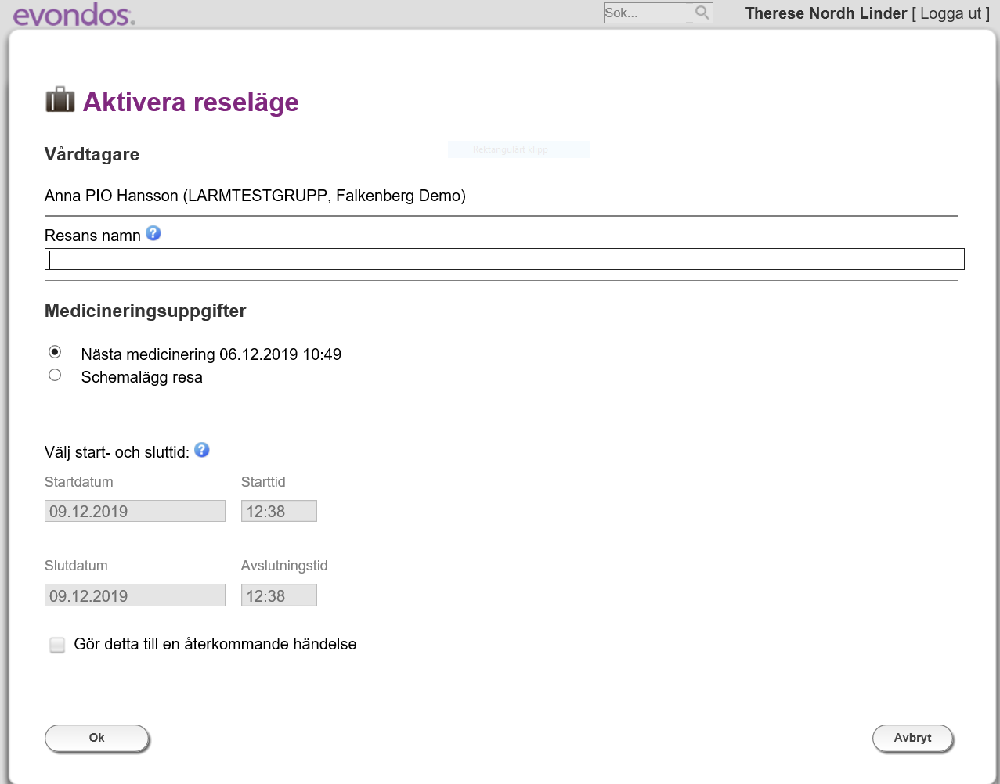 evondos.
Sök...
Therese Nordh Linder [ Logga ut ]
Aktivera reseläge
Vårdtagare
Rektangulärt klipp
Anna PIO Hansson (LARMTESTGRUPP, Falkenberg Demo)
Resans namn ?
Medicineringsuppgifter
Nästa medicinering 06.12.2019 10:49
Schemalägg resa
Välj start- och sluttid: ?
Startdatum Starttid
09.12.2019 12:38
Slutdatum Avslutningstid
09.12.2019 12:38
Gör detta till en återkommande händelse
Ok Avbryt